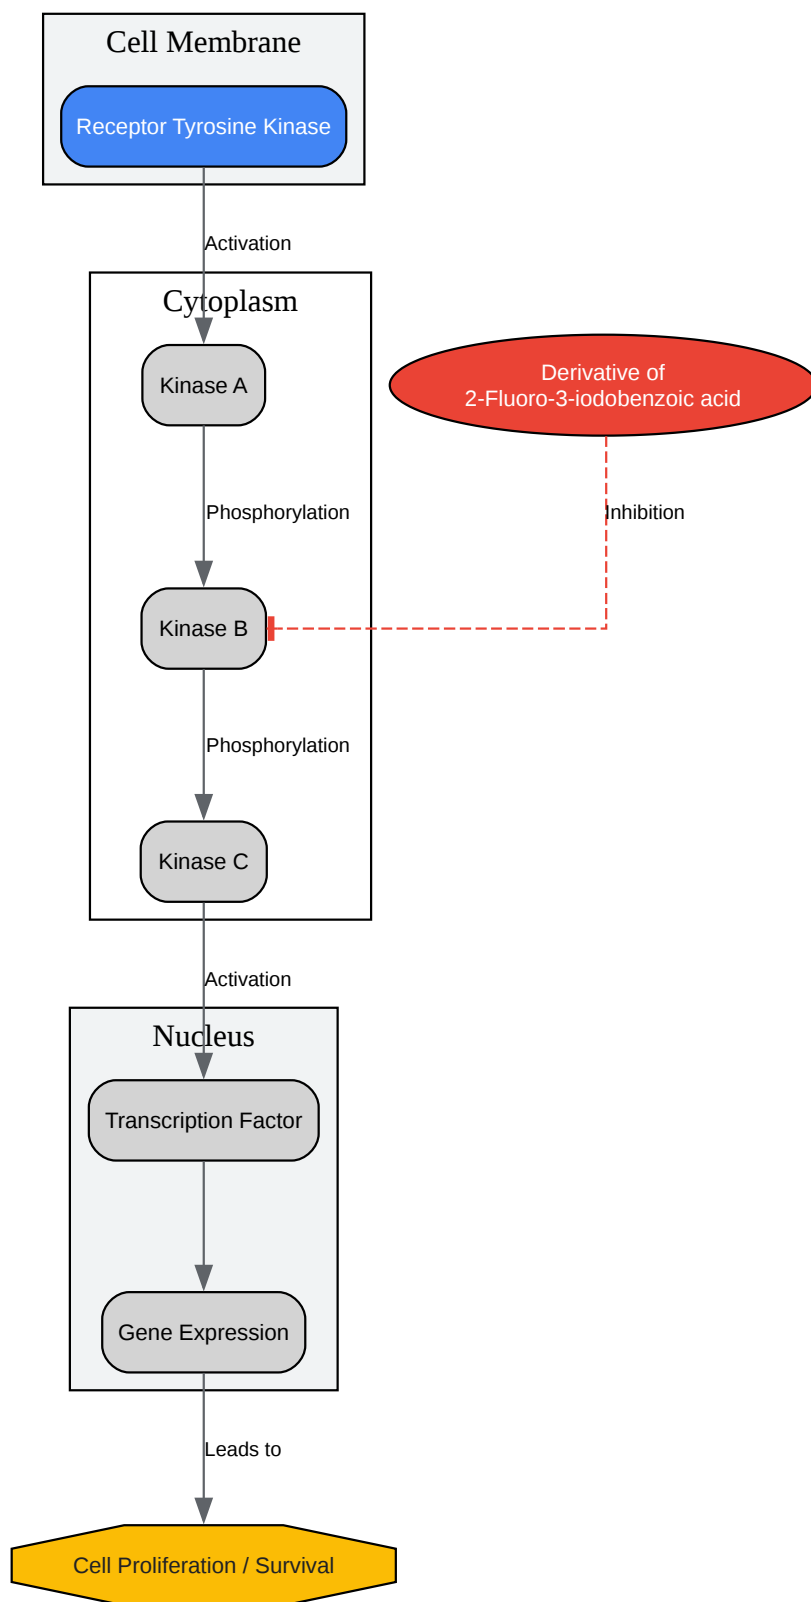 Cell Membrane
Receptor Tyrosine Kinase
Activation
Cytoplasm
Kinase A
Derivative of
2-Fluoro-3-iodobenzoic acid
Phosphorylation
Inhibition
Kinase B
Phosphorylation
Kinase C
Activation
Nucleus
Transcription Factor
Gene Expression
Leads to
Cell Proliferation / Survival